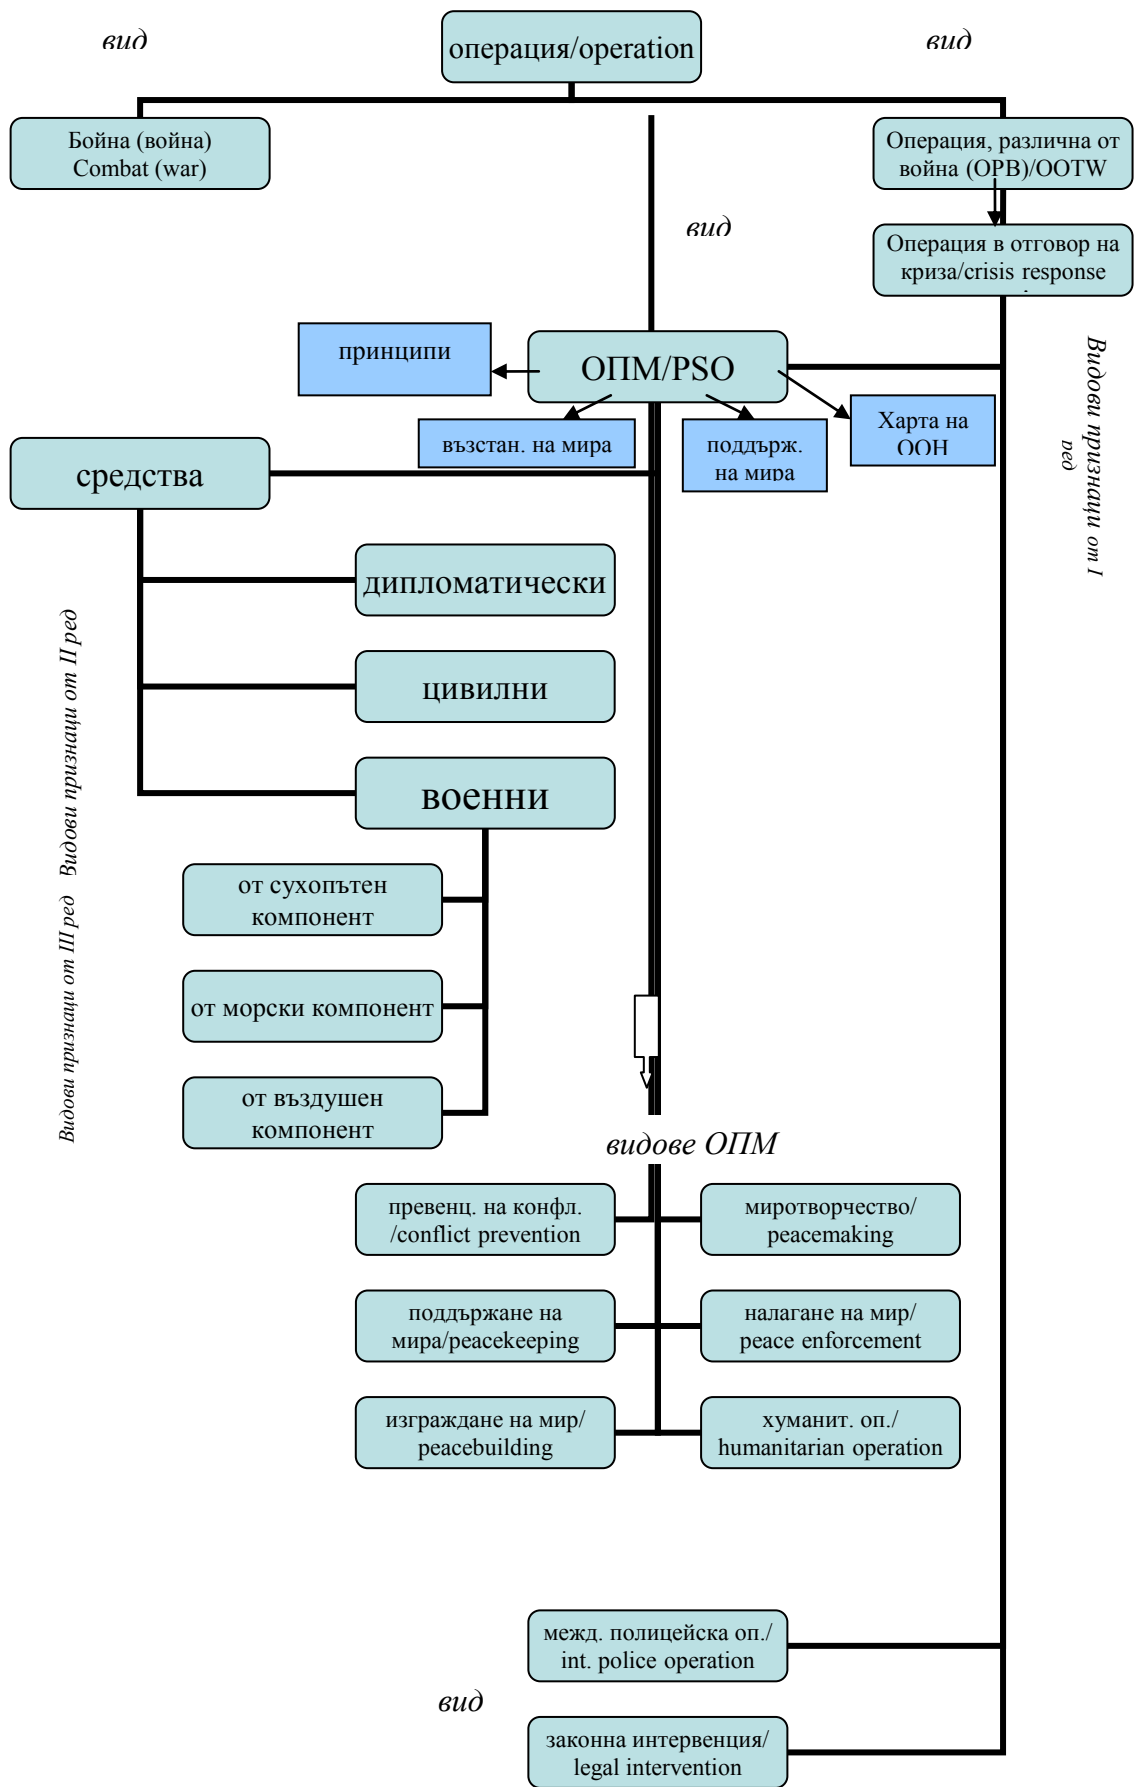 вид
операция/operation
вид
Бойна (война)
Combat (war)
Операция, различна от
война (ОРВ)/OOTW
вид
Операция в отговор на
криза/crisis response
принципи
ОПМ/PSO
възстан. на мира
поддърж.
на мира
Харта на
ООН
Видови признаци от I
ред
средства
дипломатически
цивилни
военни
Видови признаци от II ред
от сухопътен
компонент
от морски компонент
от въздушен
компонент
Видови признаци от III ред
видове ОПМ
превенц. на конфл.
/conflict prevention
миротворчество/
peacemaking
поддържане на
мира/peacekeeping
налагане на мир/
peace enforcement
изграждане на мир/
peacebuilding
хуманит. оп./
humanitarian operation
межд. полицейска оп./
int. police operation
вид
законна интервенция/
legal intervention